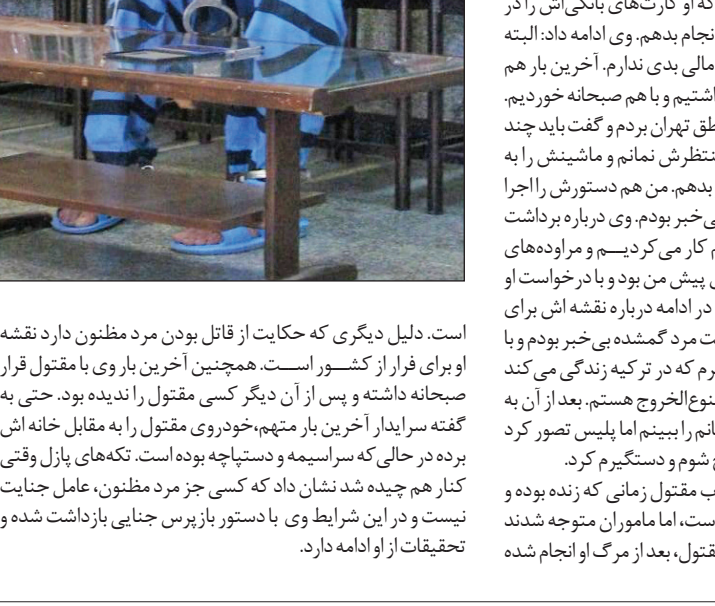 که او کارت‌های بانکی‌اش را در
انجام بدهم. وی ادامه داد: البته
مالی بدی ندارم. آخرین بار هم
اشتیم و با هم صبحانه خوردیم.
طق تهران بردم و گفت باید چند
نتظرش نمانم و ماشینش را به
بدهم. من هم دستورش را اجرا
ی‌خبر بودم. وی درباره برداشت
م کار می‌کردیــم و مراوده‌های
ی پیش من بود و با درخواست او
در ادامه درباره نقشه اش برای
ت مرد گمشده بی‌خبر بودم و با
رم که در ترکیه زندگی می‌کند
نوع‌الخروج هستم. بعد از آن به
انم را ببینم اما پلیس تصور کرد
ج شوم و دستگیرم کرد.
ب مقتول زمانی که زنده بوده و
ست، اما ماموران متوجه شدند
قتول، بعد از مرگ او انجام شده
است. دلیل دیگری که حکایت از قاتل بودن مرد مظنون دارد نقشه
او برای فرار از کشــور اســت. همچنین آخرین بار وی با مقتول قرار
صبحانه داشته و پس از آن دیگر کسی مقتول را ندیده بود. حتی به
گفته سرایدار آخرین بار متهم،خودروی مقتول را به مقابل خانه اش
برده در حالی‌که سراسیمه و دستپاچه بوده است. تکه‌های پازل وقتی
کنار هم چیده شد نشان داد که کسی جز مرد مظنون، عامل جنایت
نیست و در این شرایط وی با دستور بازپرس جنایی بازداشت شده و
تحقیقات از او ادامه دارد.